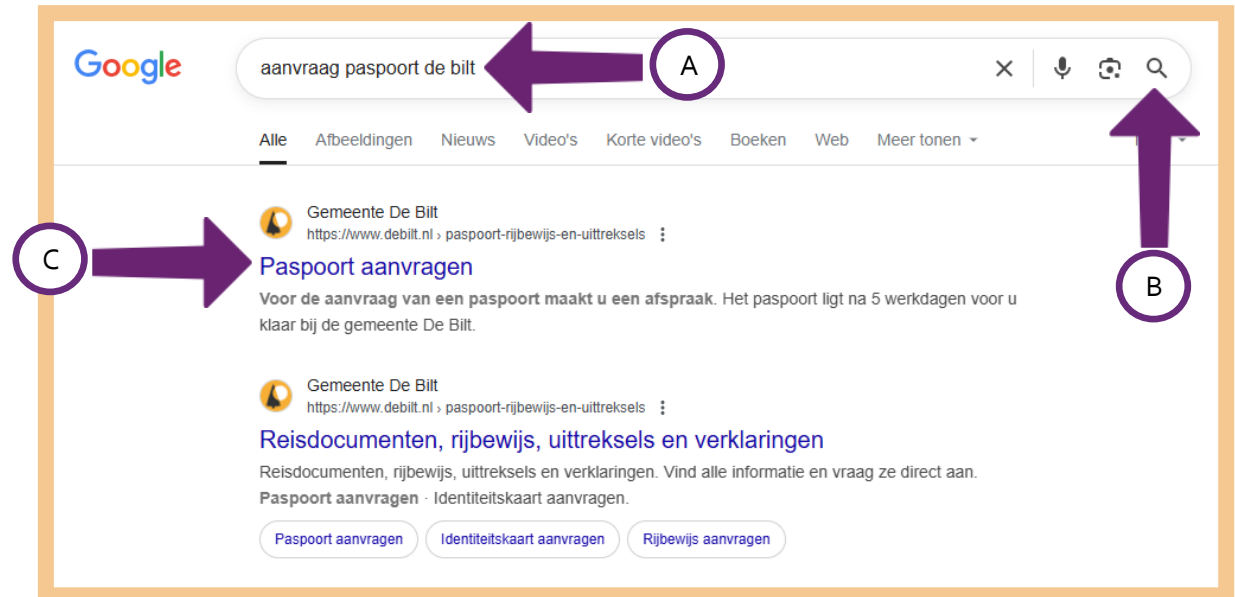 Google
aanvraag paspoort de bilt
A
Alle Afbeeldingen Nieuws Video's Korte video's Boeken Web Meer tonen
Gemeente De Bilt
https://www.debilt.nl › paspoort-rijbewijs-en-uittreksels
C
Paspoort aanvragen
B
Voor de aanvraag van een paspoort maakt u een afspraak. Het paspoort ligt na 5 werkdagen voor u
klaar bij de gemeente De Bilt.
Gemeente De Bilt
https://www.debilt.nl › paspoort-rijbewijs-en-uittreksels
Reisdocumenten, rijbewijs, uittreksels en verklaringen
Reisdocumenten, rijbewijs, uittreksels en verklaringen. Vind alle informatie en vraag ze direct aan.
Paspoort aanvragen · Identiteitskaart aanvragen.
Paspoort aanvragen Identiteitskaart aanvragen Rijbewijs aanvragen